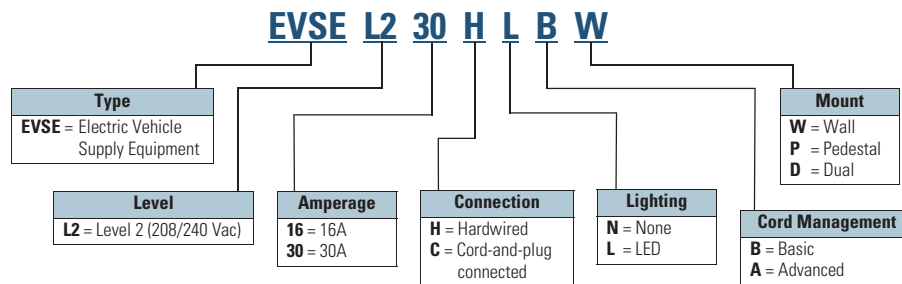 EVSE L2 30 H L B W
Type
EVSE = Electric Vehicle
Supply Equipment
Mount
W = Wall
P = Pedestal
D = Dual
Level
L2 = Level 2 (208/240 Vac)
Amperage
16 = 16A
30 = 30A
Connection
H = Hardwired
C = Cord-and-plug
connected
Lighting
N = None
L = LED
Cord Management
B = Basic
A = Advanced